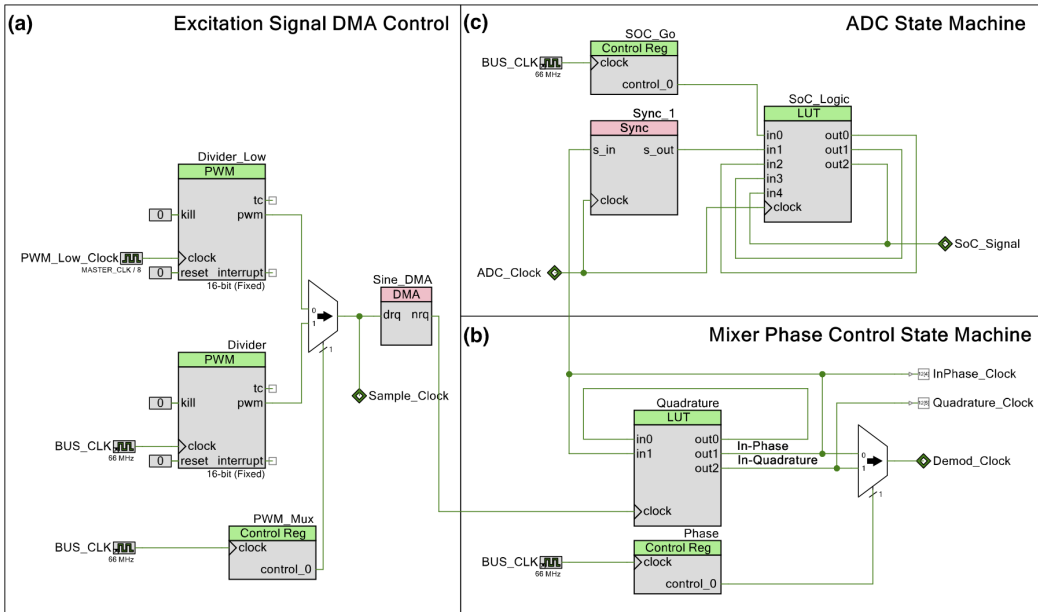 (a) Excitation Signal DMA Control
Divider_Low
PWM
tc
0 kill pwm
PWM_Low_Clock clock
MASTER_CLK / 8
0 reset interrupt
16-bit (Fixed)
0
1
1
Sine_DMA
DMA
drq nrq
Sample_Clock
Divider
PWM
tc
0 kill pwm
BUS_CLK clock
66 MHz
0 reset interrupt
16-bit (Fixed)
PWM_Mux
Control Reg
BUS_CLK clock
66 MHz
control_0
(c) ADC State Machine
SOC_Go
Control Reg
BUS_CLK clock
66 MHz
control_0
Sync_1
Sync
s_in s_out
clock
SoC_Logic
LUT
in0 out0
in1 out1
in2 out2
in3
in4
clock
SoC_Signal
ADC_Clock
(b) Mixer Phase Control State Machine
InPhase_Clock
Quadrature_Clock
Quadrature
LUT
in0 out0
in1 out1 In-Phase
out2 In-Quadrature
clock
0
1
1
Demod_Clock
Phase
Control Reg
BUS_CLK clock
66 MHz
control_0